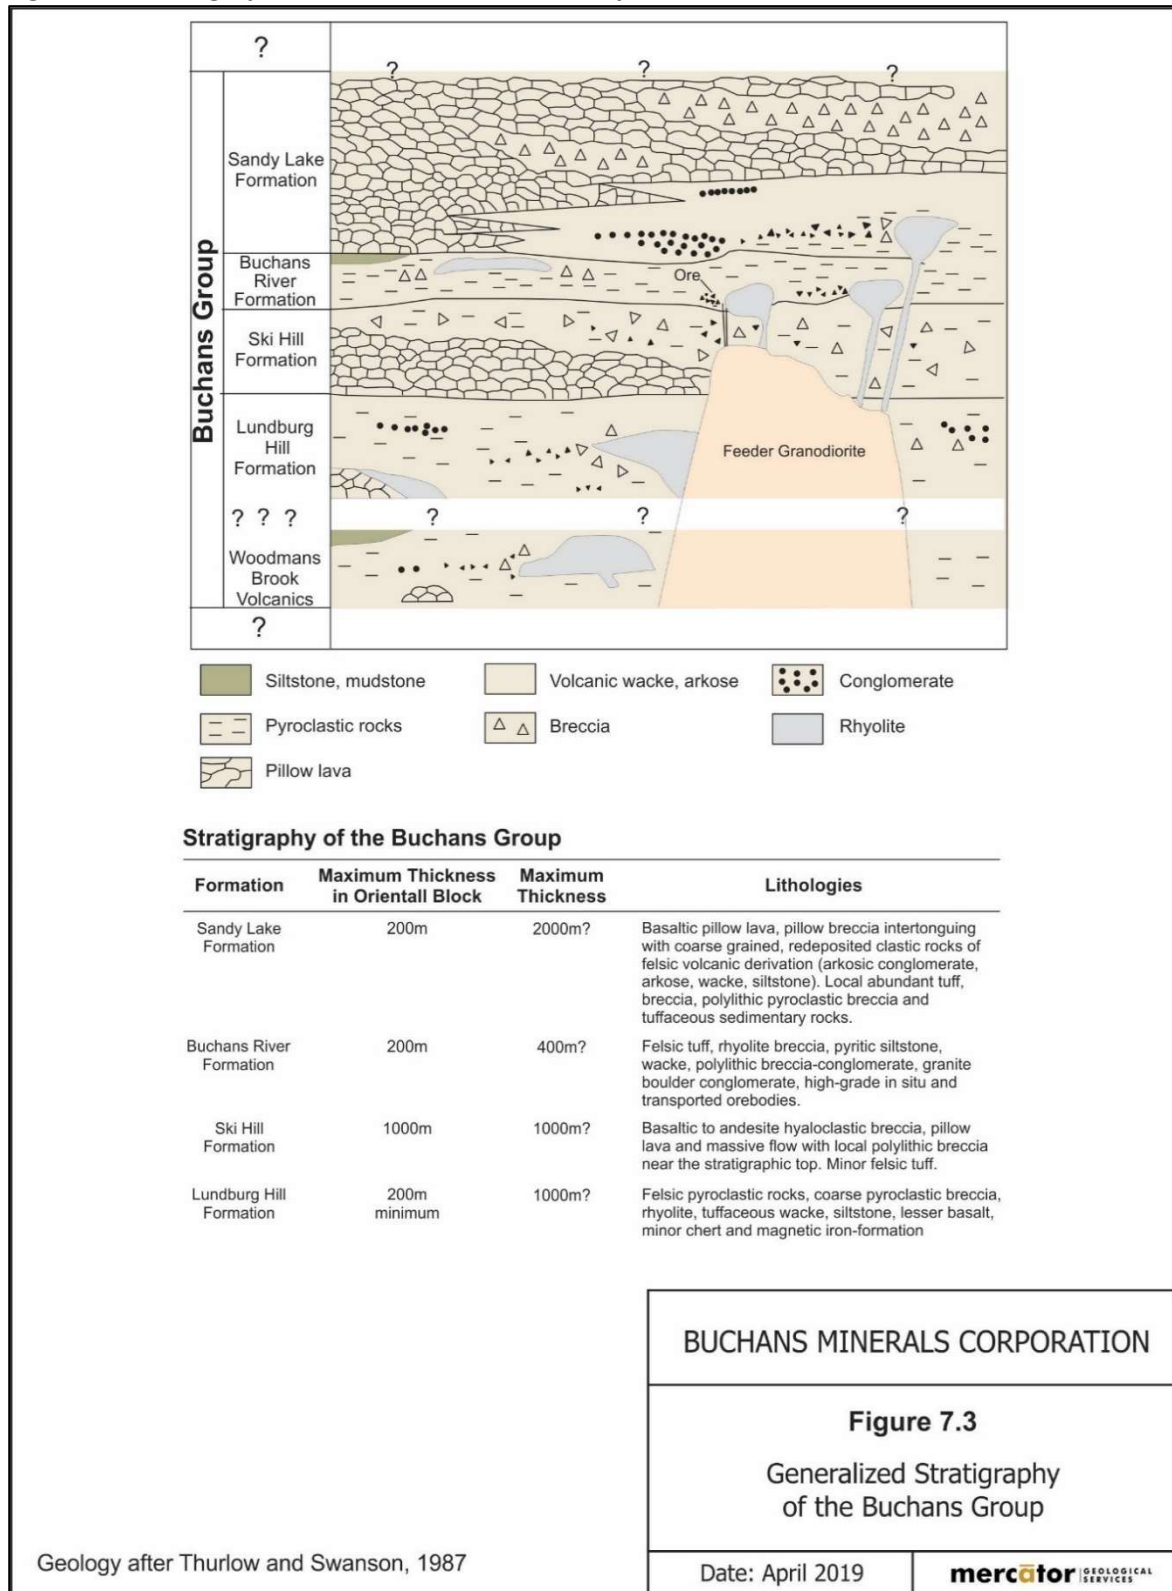 ?
? ? ?
Buchans Group
Sandy Lake
Formation
Buchans
River
Formation
Ore
Ski Hill
Formation
Lundburg
Hill
Formation
Feeder Granodiorite
? ? ?
? ? ?
Woodmans
Brook
Volcanics
?
Siltstone, mudstone
Volcanic wacke, arkose
Conglomerate
Pyroclastic rocks
Breccia
Rhyolite
Pillow lava
Stratigraphy of the Buchans Group
Formation
Maximum Thickness
in Orientall Block
Maximum
Thickness
Lithologies
Sandy Lake
Formation
200m
2000m?
Basaltic pillow lava, pillow breccia intertonguing
with coarse grained, redeposited clastic rocks of
felsic volcanic derivation (arkosic conglomerate,
arkose, wacke, siltstone). Local abundant tuff,
breccia, polylithic pyroclastic breccia and
tuffaceous sedimentary rocks.
Buchans River
Formation
200m
400m?
Felsic tuff, rhyolite breccia, pyritic siltstone,
wacke, polylithic breccia-conglomerate, granite
boulder conglomerate, high-grade in situ and
transported orebodies.
Ski Hill
Formation
1000m
1000m?
Basaltic to andesite hyaloclastic breccia, pillow
lava and massive flow with local polylithic breccia
near the stratigraphic top. Minor felsic tuff.
Lundburg Hill
Formation
200m
minimum
1000m?
Felsic pyroclastic rocks, coarse pyroclastic breccia,
rhyolite, tuffaceous wacke, siltstone, lesser basalt,
minor chert and magnetic iron-formation
BUCHANS MINERALS CORPORATION
Figure 7.3
Generalized Stratigraphy
of the Buchans Group
Geology after Thurlow and Swanson, 1987
Date: April 2019
mercator GEOLOGICAL
SERVICES